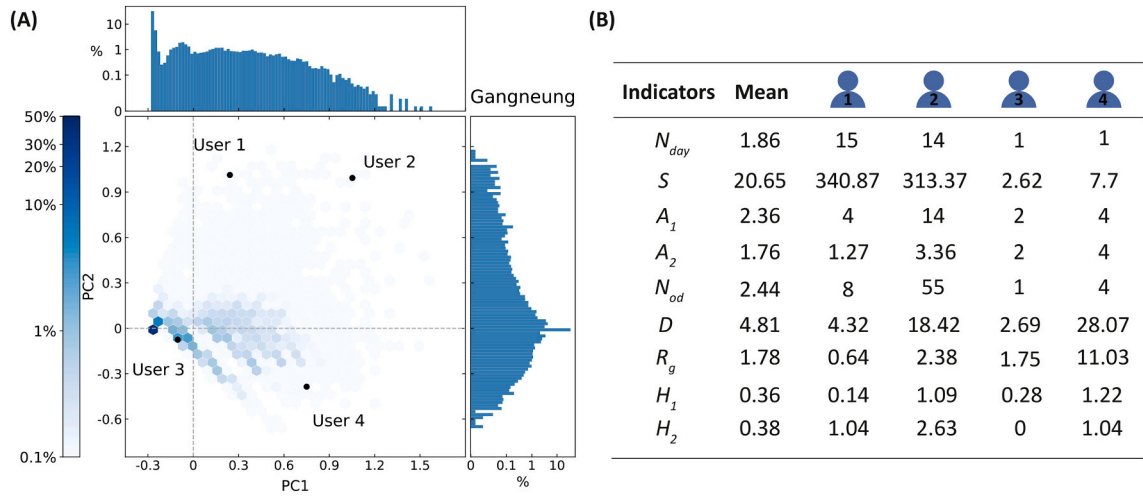 (A)
10
1
0.1
0
%
Gangneung
50%
30%
20%
10%
1%
0.1%
1.2
0.9
0.6
0.3
0
-0.3
-0.6
PC2
User 1
User 2
User 3
User 4
-0.3 0 0.3 0.6 0.9 1.2 1.5
PC1
0 0.1 1 10
%
(B)
Indicators Mean 1 2 3 4
N_day 1.86 15 14 1 1
S 20.65 340.87 313.37 2.62 7.7
A_1 2.36 4 14 2 4
A_2 1.76 1.27 3.36 2 4
N_od 2.44 8 55 1 4
D 4.81 4.32 18.42 2.69 28.07
R_g 1.78 0.64 2.38 1.75 11.03
H_1 0.36 0.14 1.09 0.28 1.22
H_2 0.38 1.04 2.63 0 1.04